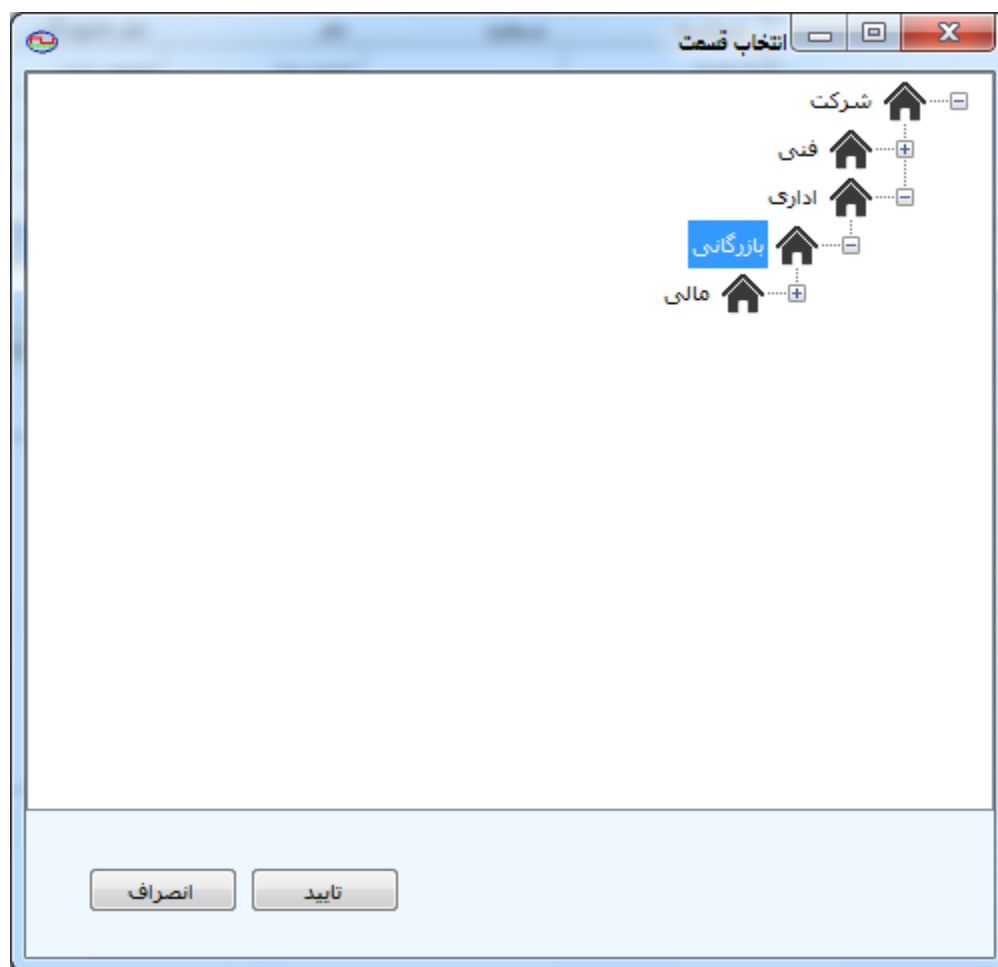 انتخاب قسمت
شرکت
فنی
اداری
بازرگانی
مالی
تایید
انصراف